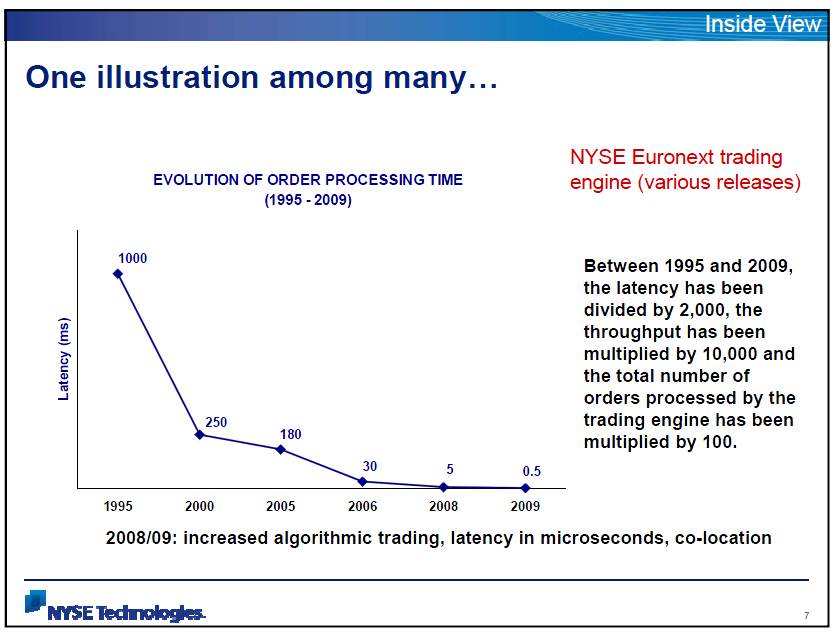 Inside View
One illustration among many…
NYSE Euronext trading
engine (various releases)
EVOLUTION OF ORDER PROCESSING TIME
(1995 - 2009)
Latency (ms)
1000
250
180
30
5
0.5
1995 2000 2005 2006 2008 2009
Between 1995 and 2009,
the latency has been
divided by 2,000, the
throughput has been
multiplied by 10,000 and
the total number of
orders processed by the
trading engine has been
multiplied by 100.
2008/09: increased algorithmic trading, latency in microseconds, co-location
NYSE Technologies
7